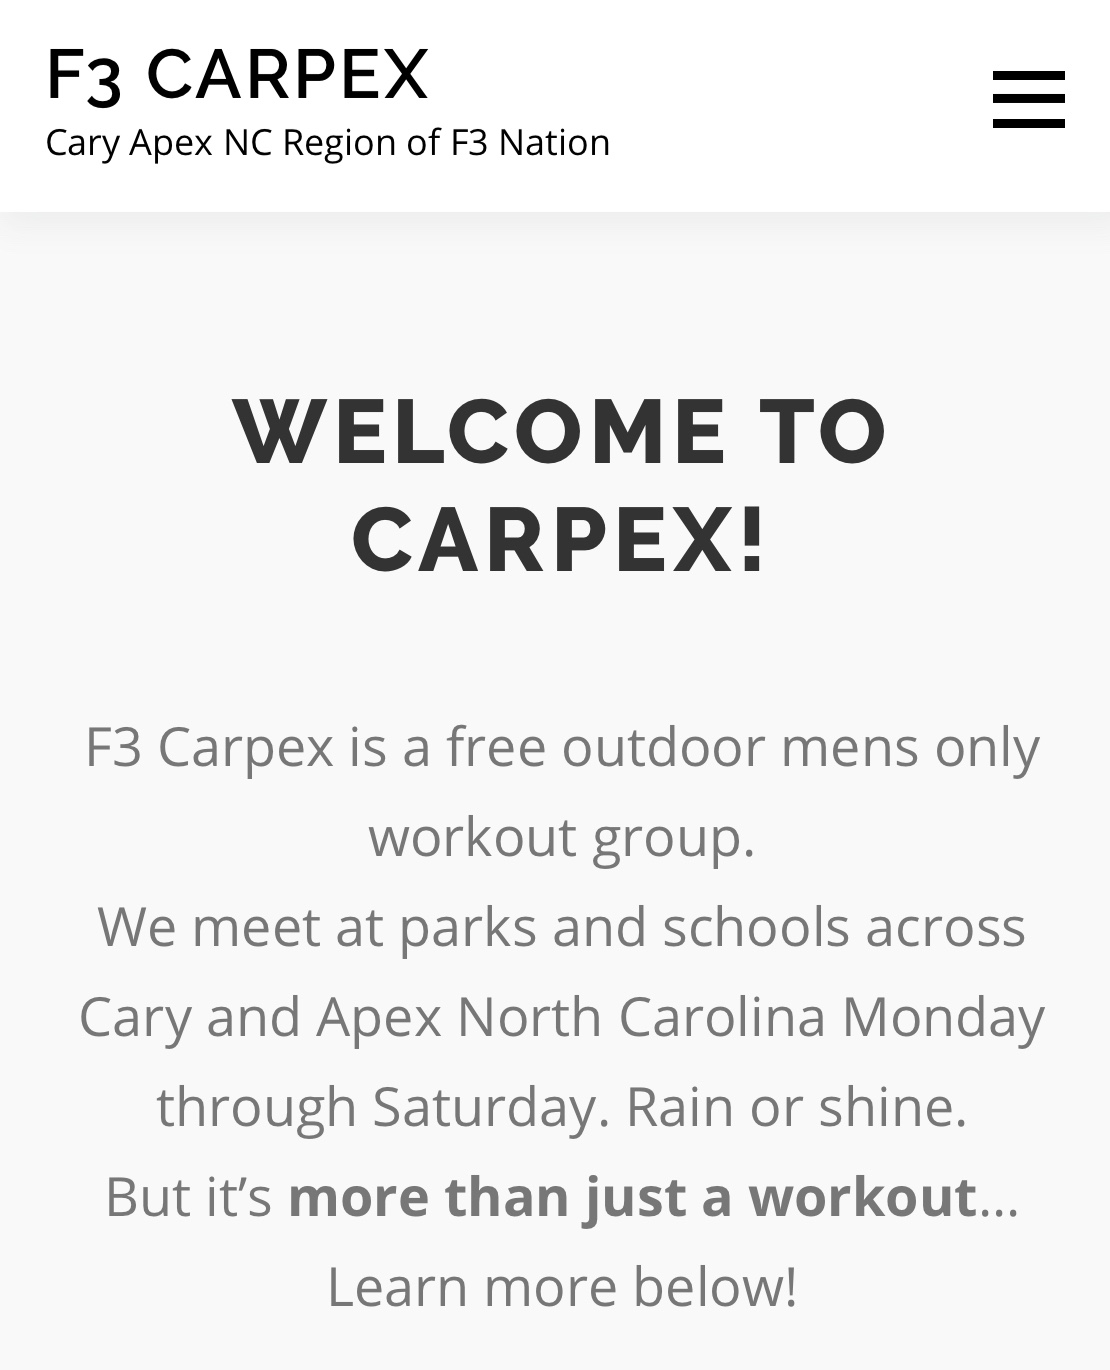 F3 CARPEX
Cary Apex NC Region of F3 Nation
WELCOME TO
CARPEX!
F3 Carpex is a free outdoor mens only
workout group.
We meet at parks and schools across
Cary and Apex North Carolina Monday
through Saturday. Rain or shine.
But it’s more than just a workout…
Learn more below!